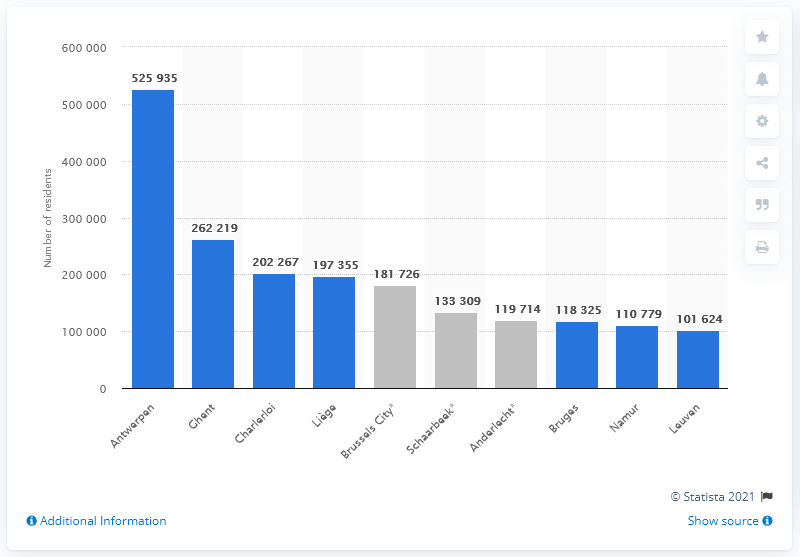 600 000
500 000
400 000
300 000
200 000
100 000
0
Number of residents
525 935
262 219
202 267
197 355
181 726
133 309
119 714
118 325
110 779
101 624
Antwerpen
Ghent
Charlerloi
Liège
Brussels City*
Schaarbeek*
Anderlecht*
Bruges
Namur
Leuven
© Statista 2021
Additional Information
Show source